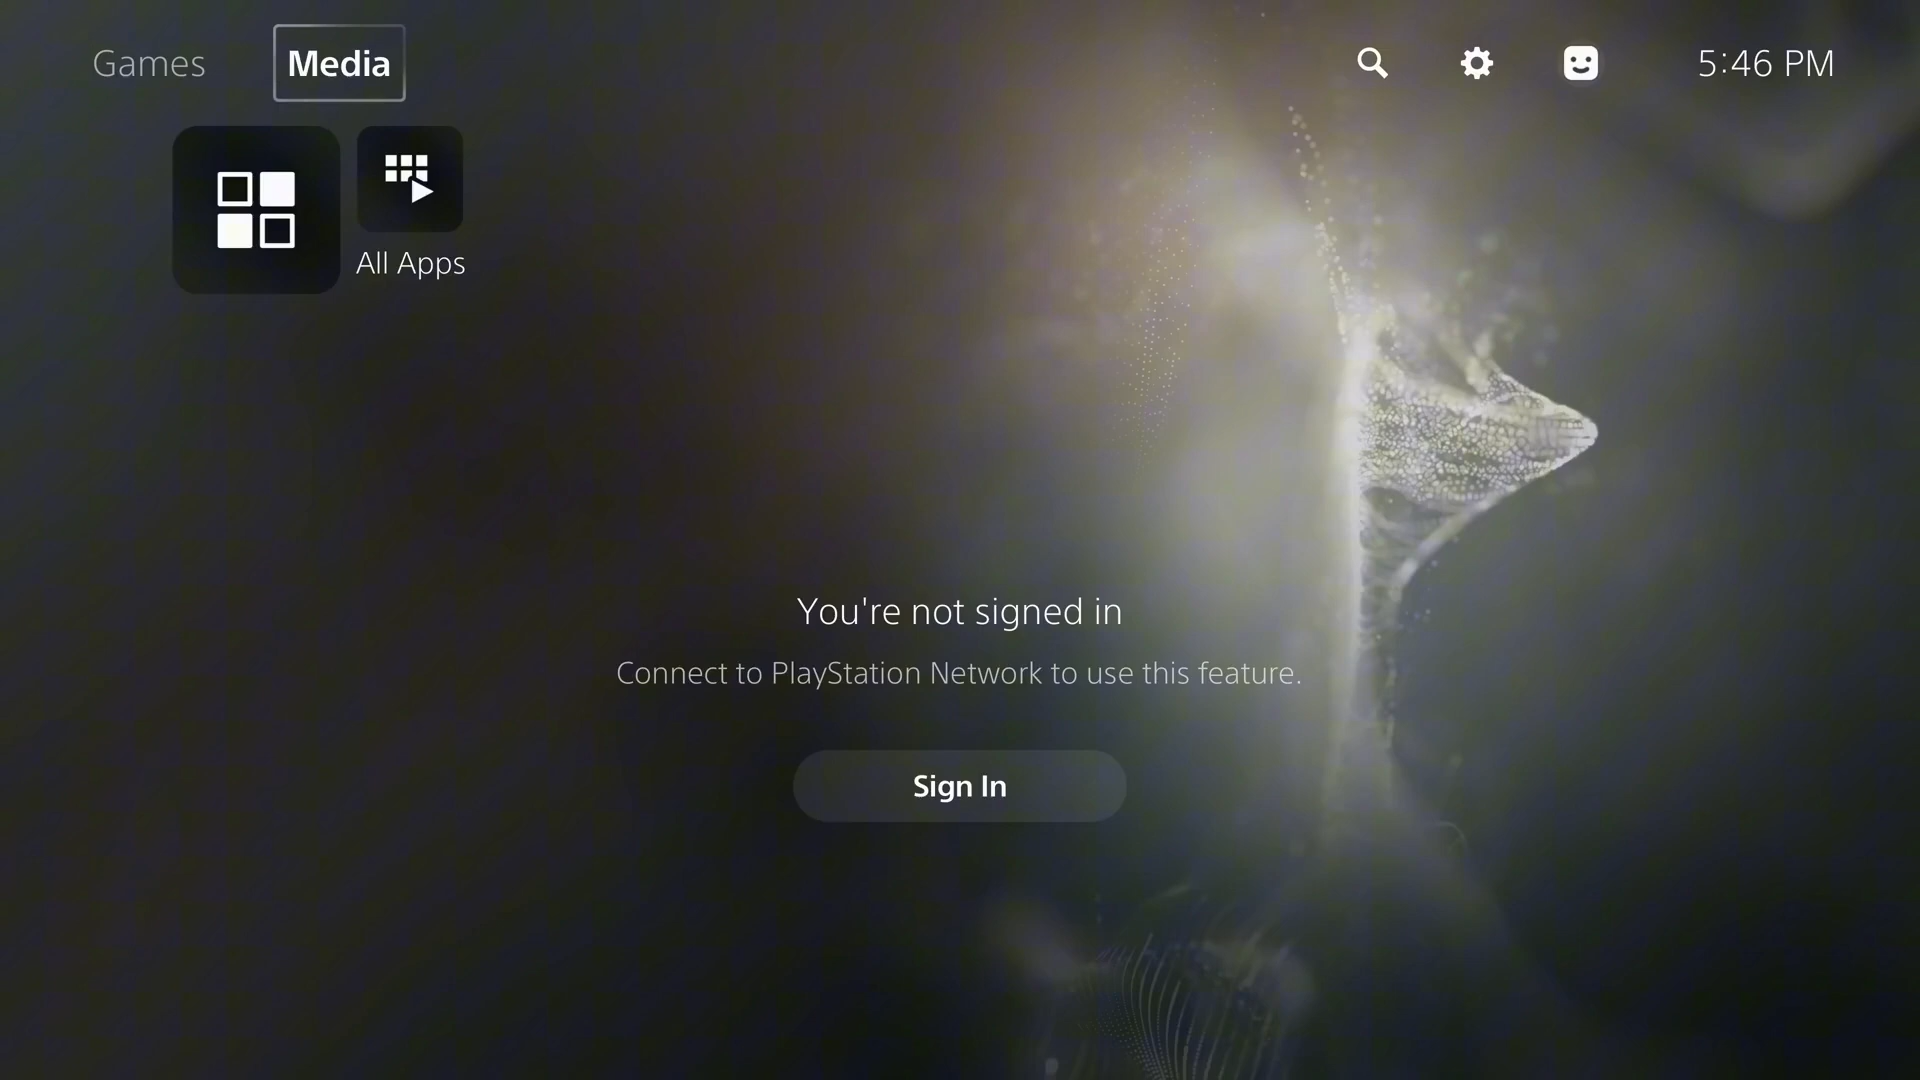 Games
Media
5:46 PM
All Apps
You're not signed in
Connect to PlayStation Network to use this feature.
Sign In